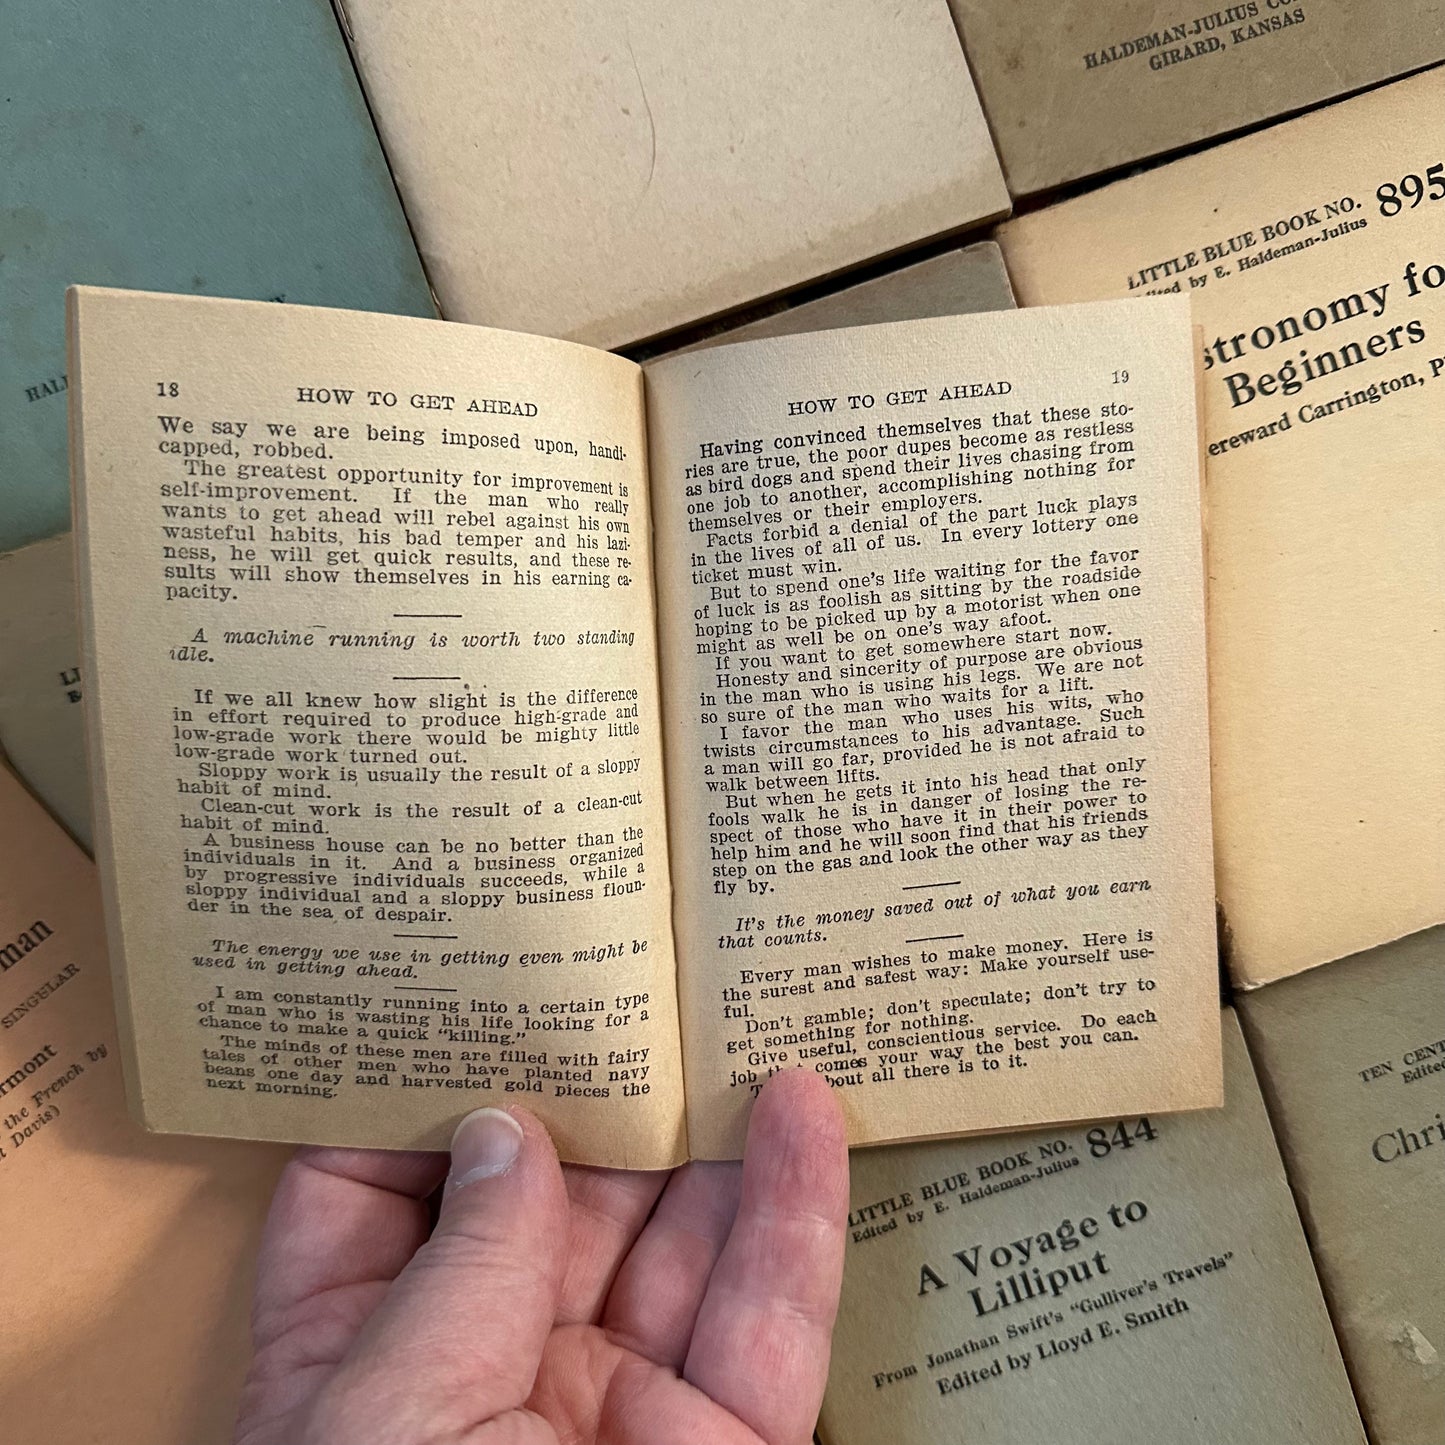 18
HOW TO GET AHEAD
We say we are being imposed upon, handi-
capped, robbed.
The greatest opportunity for improvement is
self-improvement. If the man who really
wants to get ahead will rebel against his own
wasteful habits, his bad temper and his lazi-
ness, he will get quick results, and these re-
sults will show themselves in his earning ca-
pacity.
A machine running is worth two standing
idle.
If we all knew how slight is the difference
in effort required to produce high-grade and
low-grade work there would be mighty little
low-grade work turned out.
Sloppy work is usually the result of a sloppy
habit of mind.
Clean-cut work is the result of a clean-cut
habit of mind.
A business house can be no better than the
individuals in it. And a business organized
by progressive individuals succeeds, while a
sloppy individual and a sloppy business floun-
der in the sea of despair.
The energy we use in getting even might be
used in getting ahead.
I am constantly running into a certain type
of man who is wasting his life looking for a
chance to make a quick "killing."
The minds of these men are filled with fairy
tales of other men who have planted navy
beans one day and harvested gold pieces the
next morning.
HOW TO GET AHEAD
19
Having convinced themselves that these sto-
ries are true, the poor dupes become as restless
as bird dogs and spend their lives chasing from
one job to another, accomplishing nothing for
themselves or their employers.
Facts forbid a denial of the part luck plays
in the lives of all of us. In every lottery one
ticket must win.
But to spend one's life waiting for the favor
of luck is as foolish as sitting by the roadside
hoping to be picked up by a motorist when one
might as well be on one's way afoot.
If you want to get somewhere start now.
Honesty and sincerity of purpose are obvious
in the man who is using his legs. We are not
so sure of the man who waits for a lift.
I favor the man who uses his wits, who
twists circumstances to his advantage. Such
a man will go far, provided he is not afraid to
walk between lifts.
But when he gets it into his head that only
fools walk he is in danger of losing the re-
spect of those who have it in their power to
help him and he will soon find that his friends
step on the gas and look the other way as they
fly by.
It's the money saved out of what you earn
that counts.
Every man wishes to make money. Here is
the surest and safest way: Make yourself use-
ful.
Don't gamble; don't speculate; don't try to
get something for nothing.
Give useful, conscientious service. Do each
job that comes your way the best you can.
bout all there is to it.
HALDEMAN-JULIUS CO
GIRARD, KANSAS
LITTLE BLUE BOOK NO. 895
by E. Haldeman-Julius
stronomy fo
Beginners
ereward Carrington, P
HAL
man
SINGULAR
rmont
the French by
t Davis)
LITTLE BLUE BOOK NO. 844
Edited by E. Haldeman-Julius
A Voyage to
Lilliput
From Jonathan Swift's "Gulliver's Travels"
Edited by Lloyd E. Smith
TEN CENT
Edite
Chri